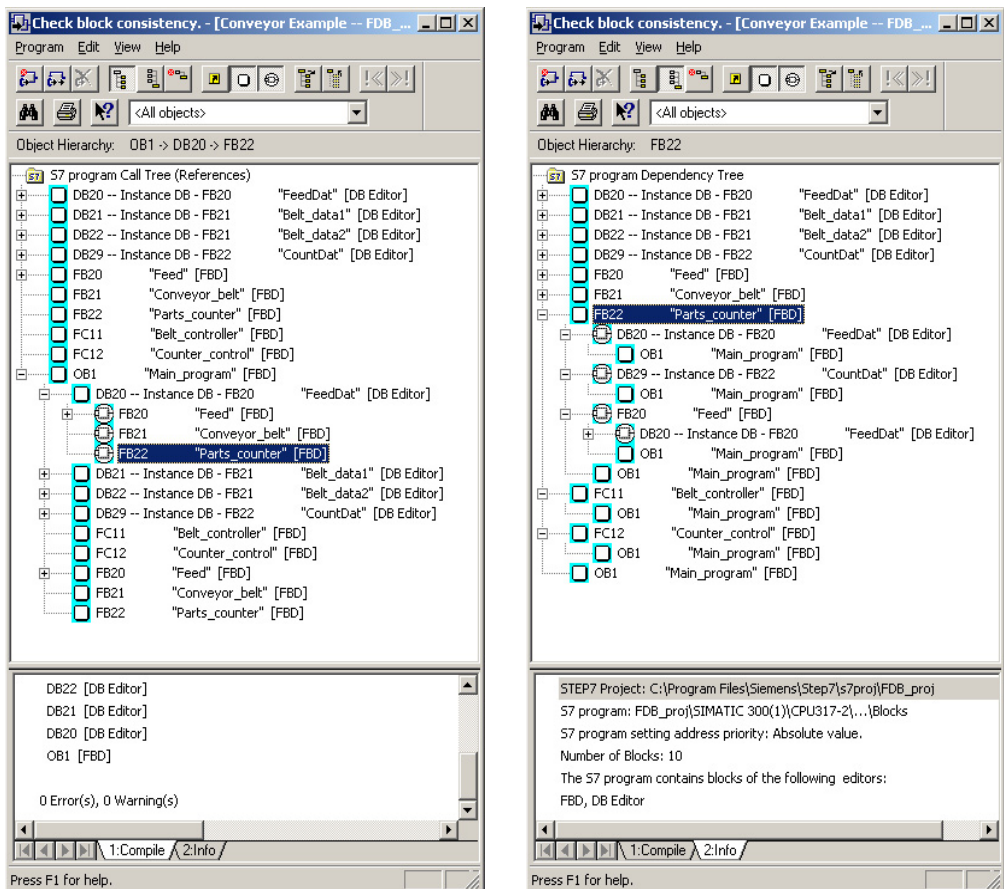 Check block consistency. - [Conveyor Example -- FDB_...
Program Edit View Help
<All objects>
Object Hierarchy: OB1 -> DB20 -> FB22
S7 program Call Tree (References)
DB20 -- Instance DB - FB20 "FeedDat" [DB Editor]
DB21 -- Instance DB - FB21 "Belt_data1" [DB Editor]
DB22 -- Instance DB - FB21 "Belt_data2" [DB Editor]
DB29 -- Instance DB - FB22 "CountDat" [DB Editor]
FB20 "Feed" [FBD]
FB21 "Conveyor_belt" [FBD]
FB22 "Parts_counter" [FBD]
FC11 "Belt_controller" [FBD]
FC12 "Counter_control" [FBD]
OB1 "Main_program" [FBD]
DB20 -- Instance DB - FB20 "FeedDat" [DB Editor]
FB20 "Feed" [FBD]
FB21 "Conveyor_belt" [FBD]
FB22 "Parts_counter" [FBD]
DB21 -- Instance DB - FB21 "Belt_data1" [DB Editor]
DB22 -- Instance DB - FB21 "Belt_data2" [DB Editor]
DB29 -- Instance DB - FB22 "CountDat" [DB Editor]
FC11 "Belt_controller" [FBD]
FC12 "Counter_control" [FBD]
FB20 "Feed" [FBD]
FB21 "Conveyor_belt" [FBD]
FB22 "Parts_counter" [FBD]
DB22 [DB Editor]
DB21 [DB Editor]
DB20 [DB Editor]
OB1 [FBD]
0 Error(s), 0 Warning(s)
1:Compile 2:Info
Press F1 for help.
Check block consistency. - [Conveyor Example -- FDB_...
Program Edit View Help
<All objects>
Object Hierarchy: FB22
S7 program Dependency Tree
DB20 -- Instance DB - FB20 "FeedDat" [DB Editor]
DB21 -- Instance DB - FB21 "Belt_data1" [DB Editor]
DB22 -- Instance DB - FB21 "Belt_data2" [DB Editor]
DB29 -- Instance DB - FB22 "CountDat" [DB Editor]
FB20 "Feed" [FBD]
FB21 "Conveyor_belt" [FBD]
FB22 "Parts_counter" [FBD]
DB20 -- Instance DB - FB20 "FeedDat" [DB Editor]
OB1 "Main_program" [FBD]
DB29 -- Instance DB - FB22 "CountDat" [DB Editor]
OB1 "Main_program" [FBD]
FB20 "Feed" [FBD]
DB20 -- Instance DB - FB20 "FeedDat" [DB Editor]
OB1 "Main_program" [FBD]
OB1 "Main_program" [FBD]
FC11 "Belt_controller" [FBD]
OB1 "Main_program" [FBD]
FC12 "Counter_control" [FBD]
OB1 "Main_program" [FBD]
OB1 "Main_program" [FBD]
STEP7 Project: C:\Program Files\Siemens\Step7\s7proj\FDB_proj
S7 program: FDB_proj\SIMATIC 300(1)\CPU317-2\...\Blocks
S7 program setting address priority: Absolute value.
Number of Blocks: 10
The S7 program contains blocks of the following editors:
FBD, DB Editor
1:Compile 2:Info
Press F1 for help.